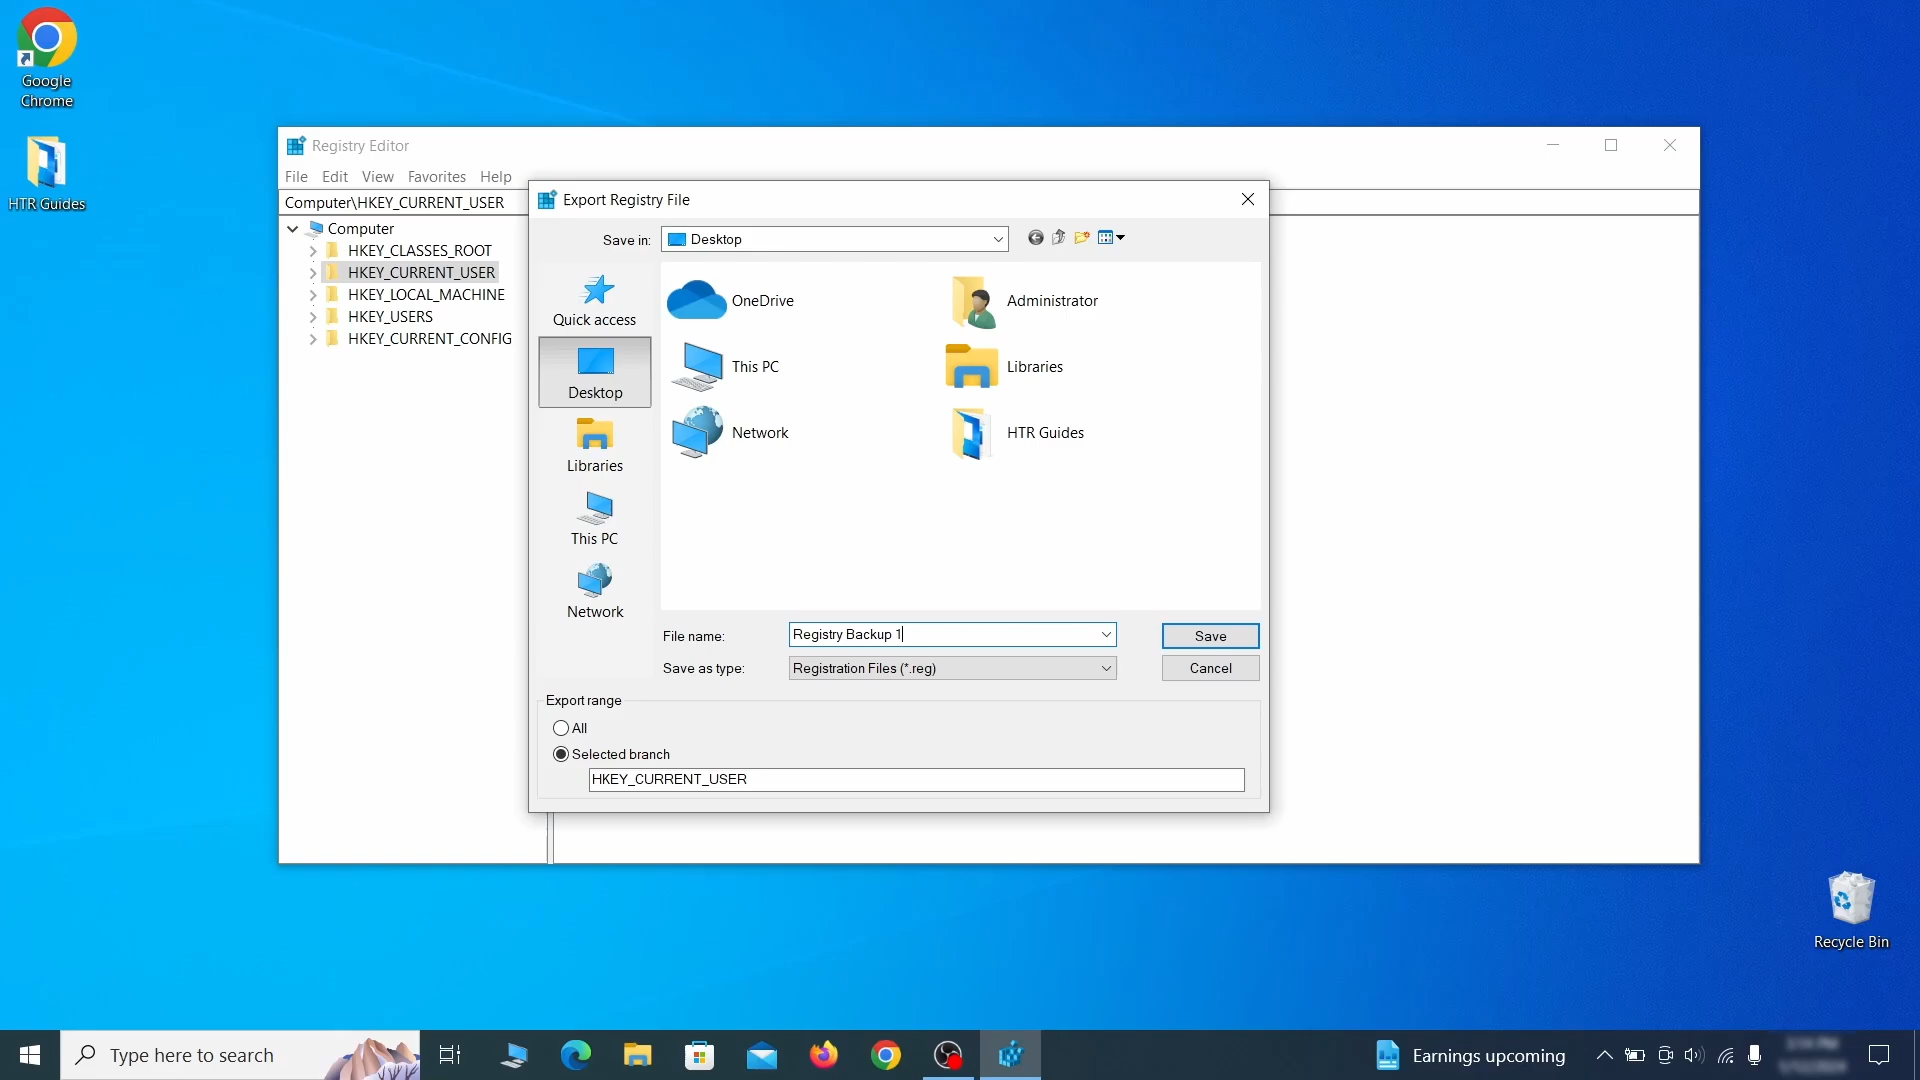 Google
Chrome
HTR Guides
Registry Editor
File Edit View Favorites Help
Computer\HKEY_CURRENT_USER
Computer
HKEY_CLASSES_ROOT
HKEY_CURRENT_USER
HKEY_LOCAL_MACHINE
HKEY_USERS
HKEY_CURRENT_CONFIG
Export Registry File
Save in: Desktop
Quick access
Desktop
Libraries
This PC
Network
OneDrive
Administrator
This PC
Libraries
Network
HTR Guides
File name: Registry Backup 1
Save
Save as type: Registration Files (*.reg)
Cancel
Export range
All
Selected branch
HKEY_CURRENT_USER
Recycle Bin
Type here to search
Earnings upcoming